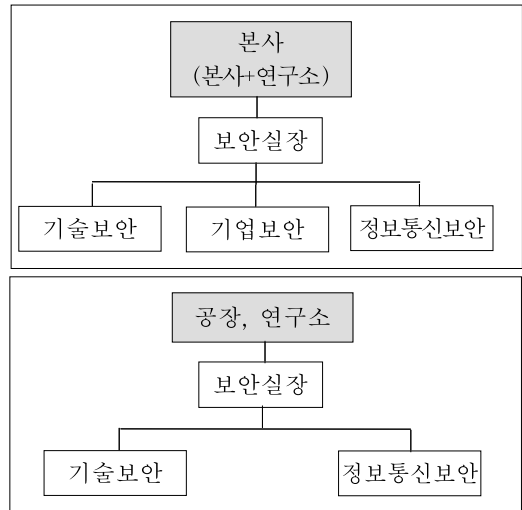 본사
(본사+연구소)
보안실장
기술보안
기업보안
정보통신보안
공장, 연구소
보안실장
기술보안
정보통신보안